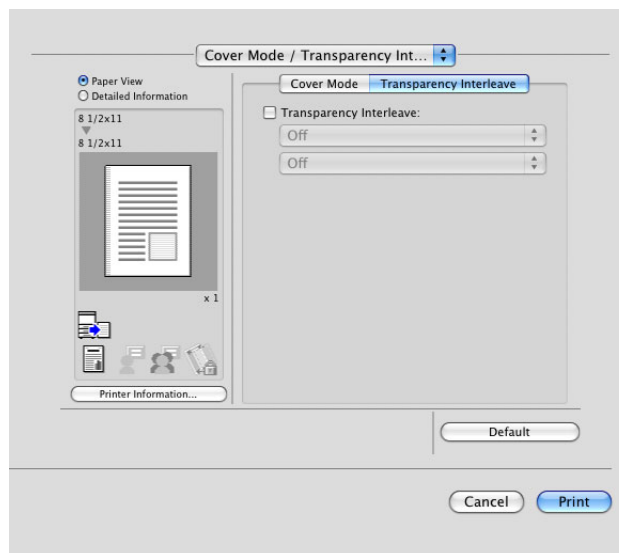 Cover Mode / Transparency Int...
Paper View
Detailed Information
8 1/2x11
8 1/2x11
x 1
Printer Information...
Cover Mode Transparency Interleave
Transparency Interleave:
Off
Off
Default
Cancel Print